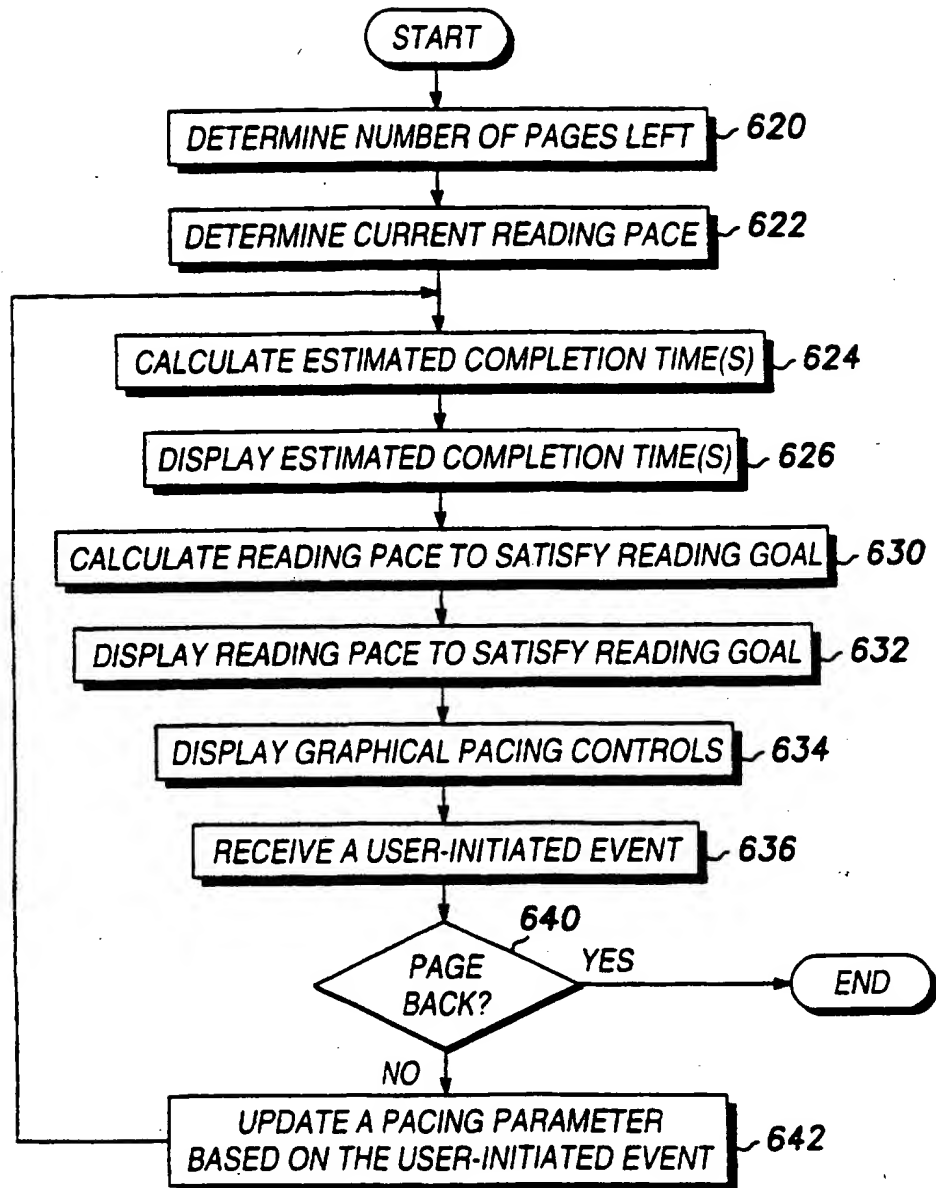 START
DETERMINE NUMBER OF PAGES LEFT 620
DETERMINE CURRENT READING PACE 622
CALCULATE ESTIMATED COMPLETION TIME(S) 624
DISPLAY ESTIMATED COMPLETION TIME(S) 626
CALCULATE READING PACE TO SATISFY READING GOAL 630
DISPLAY READING PACE TO SATISFY READING GOAL 632
DISPLAY GRAPHICAL PACING CONTROLS 634
RECEIVE A USER-INITIATED EVENT 636
640
PAGE
BACK?
YES
END
NO
UPDATE A PACING PARAMETER
BASED ON THE USER-INITIATED EVENT 642